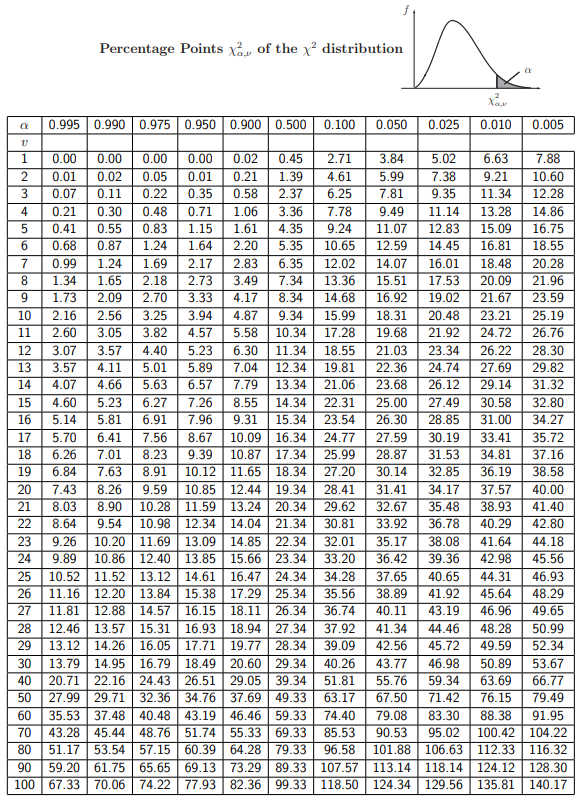 f
Percentage Points χ²α,ν of the χ² distribution
α
χ²α,ν
α 0.995 0.990 0.975 0.950 0.900 0.500 0.100 0.050 0.025 0.010 0.005
υ
1 0.00 0.00 0.00 0.00 0.02 0.45 2.71 3.84 5.02 6.63 7.88
2 0.01 0.02 0.05 0.01 0.21 1.39 4.61 5.99 7.38 9.21 10.60
3 0.07 0.11 0.22 0.35 0.58 2.37 6.25 7.81 9.35 11.34 12.28
4 0.21 0.30 0.48 0.71 1.06 3.36 7.78 9.49 11.14 13.28 14.86
5 0.41 0.55 0.83 1.15 1.61 4.35 9.24 11.07 12.83 15.09 16.75
6 0.68 0.87 1.24 1.64 2.20 5.35 10.65 12.59 14.45 16.81 18.55
7 0.99 1.24 1.69 2.17 2.83 6.35 12.02 14.07 16.01 18.48 20.28
8 1.34 1.65 2.18 2.73 3.49 7.34 13.36 15.51 17.53 20.09 21.96
9 1.73 2.09 2.70 3.33 4.17 8.34 14.68 16.92 19.02 21.67 23.59
10 2.16 2.56 3.25 3.94 4.87 9.34 15.99 18.31 20.48 23.21 25.19
11 2.60 3.05 3.82 4.57 5.58 10.34 17.28 19.68 21.92 24.72 26.76
12 3.07 3.57 4.40 5.23 6.30 11.34 18.55 21.03 23.34 26.22 28.30
13 3.57 4.11 5.01 5.89 7.04 12.34 19.81 22.36 24.74 27.69 29.82
14 4.07 4.66 5.63 6.57 7.79 13.34 21.06 23.68 26.12 29.14 31.32
15 4.60 5.23 6.27 7.26 8.55 14.34 22.31 25.00 27.49 30.58 32.80
16 5.14 5.81 6.91 7.96 9.31 15.34 23.54 26.30 28.85 31.00 34.27
17 5.70 6.41 7.56 8.67 10.09 16.34 24.77 27.59 30.19 33.41 35.72
18 6.26 7.01 8.23 9.39 10.87 17.34 25.99 28.87 31.53 34.81 37.16
19 6.84 7.63 8.91 10.12 11.65 18.34 27.20 30.14 32.85 36.19 38.58
20 7.43 8.26 9.59 10.85 12.44 19.34 28.41 31.41 34.17 37.57 40.00
21 8.03 8.90 10.28 11.59 13.24 20.34 29.62 32.67 35.48 38.93 41.40
22 8.64 9.54 10.98 12.34 14.04 21.34 30.81 33.92 36.78 40.29 42.80
23 9.26 10.20 11.69 13.09 14.85 22.34 32.01 35.17 38.08 41.64 44.18
24 9.89 10.86 12.40 13.85 15.66 23.34 33.20 36.42 39.36 42.98 45.56
25 10.52 11.52 13.12 14.61 16.47 24.34 34.28 37.65 40.65 44.31 46.93
26 11.16 12.20 13.84 15.38 17.29 25.34 35.56 38.89 41.92 45.64 48.29
27 11.81 12.88 14.57 16.15 18.11 26.34 36.74 40.11 43.19 46.96 49.65
28 12.46 13.57 15.31 16.93 18.94 27.34 37.92 41.34 44.46 48.28 50.99
29 13.12 14.26 16.05 17.71 19.77 28.34 39.09 42.56 45.72 49.59 52.34
30 13.79 14.95 16.79 18.49 20.60 29.34 40.26 43.77 46.98 50.89 53.67
40 20.71 22.16 24.43 26.51 29.05 39.34 51.81 55.76 59.34 63.69 66.77
50 27.99 29.71 32.36 34.76 37.69 49.33 63.17 67.50 71.42 76.15 79.49
60 35.53 37.48 40.48 43.19 46.46 59.33 74.40 79.08 83.30 88.38 91.95
70 43.28 45.44 48.76 51.74 55.33 69.33 85.53 90.53 95.02 100.42 104.22
80 51.17 53.54 57.15 60.39 64.28 79.33 96.58 101.88 106.63 112.33 116.32
90 59.20 61.75 65.65 69.13 73.29 89.33 107.57 113.14 118.14 124.12 128.30
100 67.33 70.06 74.22 77.93 82.36 99.33 118.50 124.34 129.56 135.81 140.17